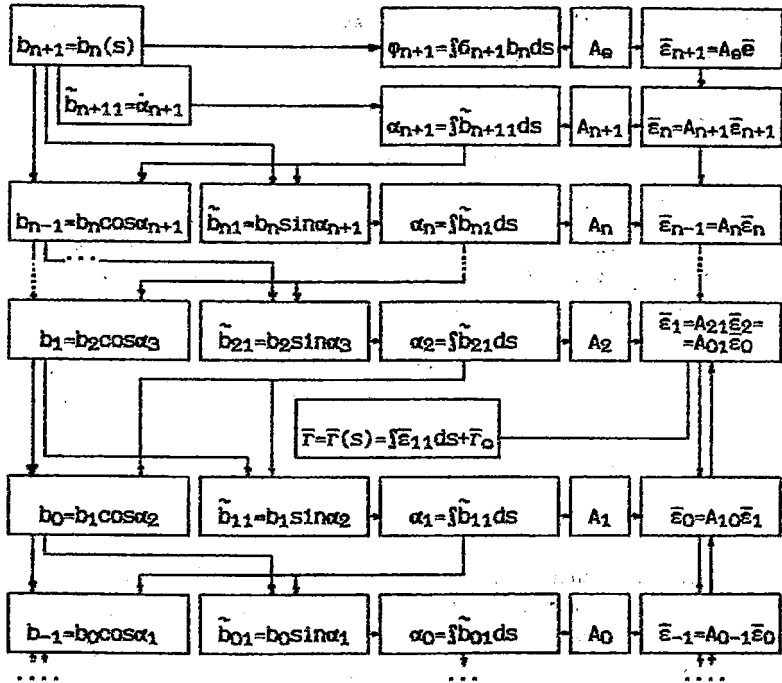 b_{n+1}=b_n(s) φ_{n+1}=∫б_{n+1}b_nds A_e ε̄_{n+1}=A_eē
b̃_{n+11}=α̇_{n+1}
α_{n+1}=∫b̃_{n+11}ds A_{n+1} ε̄_n=A_{n+1}ε̄_{n+1}
b_{n-1}=b_ncosα_{n+1} b̃_{n1}=b_nsinα_{n+1} α_n=∫b̃_{n1}ds A_n ε̄_{n-1}=A_nε̄_n
...
b_1=b_2cosα_3 b̃_{21}=b_2sinα_3 α_2=∫b̃_{21}ds A_2 ε̄_1=A_{21}ε̄_2=
=A_{01}ε̄_0
r̄=r̄(s)=∫ε̄_{11}ds+r̄_0
b_0=b_1cosα_2 b̃_{11}=b_1sinα_2 α_1=∫b̃_{11}ds A_1 ε̄_0=A_{10}ε̄_1
b_{-1}=b_0cosα_1 b̃_{01}=b_0sinα_1 α_0=∫b̃_{01}ds A_0 ε̄_{-1}=A_{0-1}ε̄_0
.... ... ....